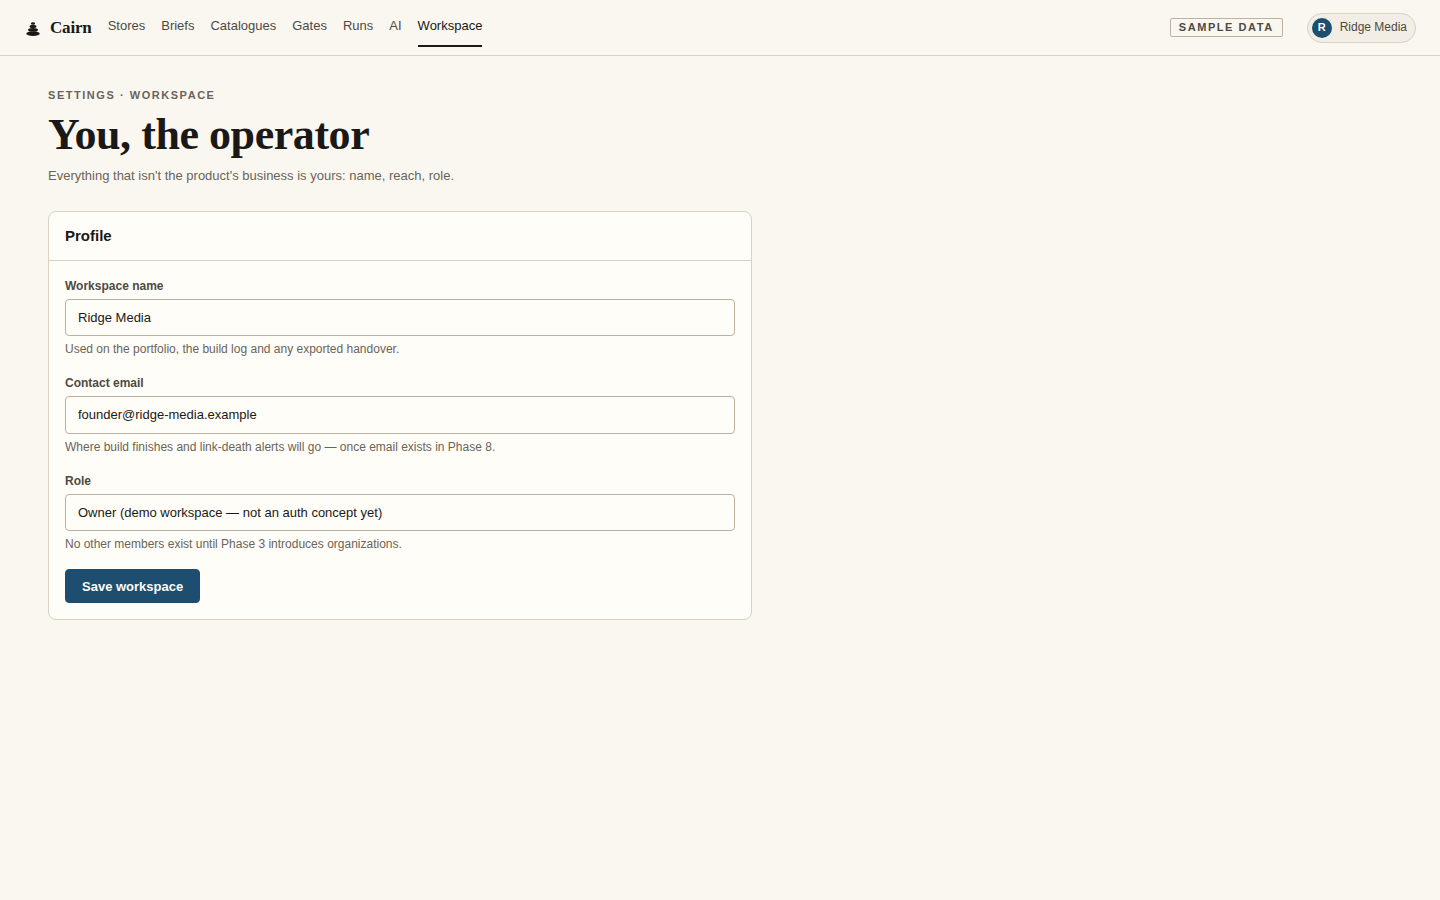 Cairn
Stores
Briefs
Catalogues
Gates
Runs
AI
Workspace
SAMPLE DATA
R
Ridge Media
SETTINGS · WORKSPACE
You, the operator
Everything that isn't the product's business is yours: name, reach, role.
Profile
Workspace name
Ridge Media
Used on the portfolio, the build log and any exported handover.
Contact email
founder@ridge-media.example
Where build finishes and link-death alerts will go — once email exists in Phase 8.
Role
Owner (demo workspace — not an auth concept yet)
No other members exist until Phase 3 introduces organizations.
Save workspace